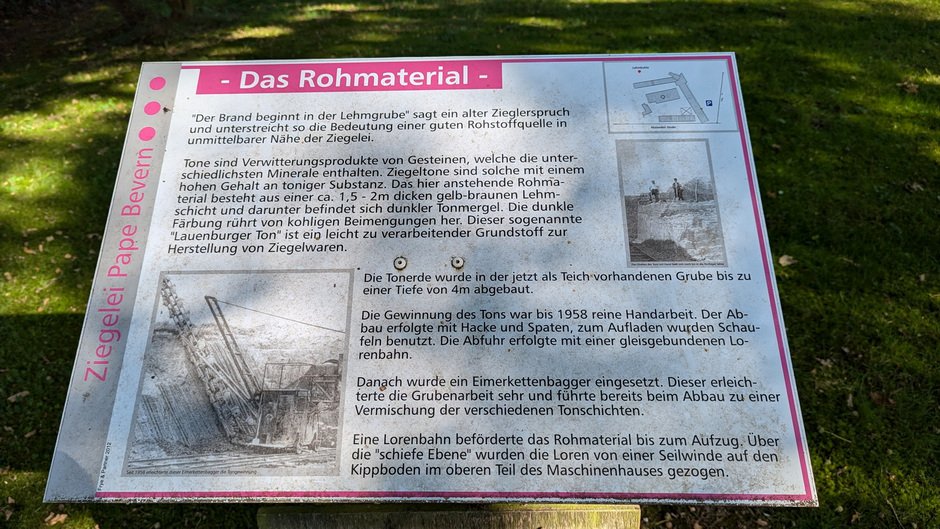 - Das Rohmaterial -
"Der Brand beginnt in der Lehmgrube" sagt ein alter Zieglerspruch
und unterstreicht so die Bedeutung einer guten Rohstoffquelle in
unmittelbarer Nähe der Ziegelei.
Tone sind Verwitterungsprodukte von Gesteinen, welche die unter-
schiedlichsten Minerale enthalten. Ziegeltone sind solche mit einem
hohen Gehalt an toniger Substanz. Das hier anstehende Rohma-
terial besteht aus einer ca. 1,5 - 2m dicken gelb-braunen Lehm-
schicht und darunter befindet sich dunkler Tonmergel. Die dunkle
Färbung rührt von kohligen Beimengungen her. Dieser sogenannte
"Lauenburger Ton" ist ein leicht zu verarbeitender Grundstoff zur
Herstellung von Ziegelwaren.
Die Tonerde wurde in der jetzt als Teich vorhandenen Grube bis zu
einer Tiefe von 4m abgebaut.
Die Gewinnung des Tons war bis 1958 reine Handarbeit. Der Ab-
bau erfolgte mit Hacke und Spaten, zum Aufladen wurden Schau-
feln benutzt. Die Abfuhr erfolgte mit einer gleisgebundenen Lo-
renbahn.
Danach wurde ein Eimerkettenbagger eingesetzt. Dieser erleich-
terte die Grubenarbeit sehr und führte bereits beim Abbau zu einer
Vermischung der verschiedenen Tonschichten.
Eine Lorenbahn beförderte das Rohmaterial bis zum Aufzug. Über
die "schiefe Ebene" wurden die Loren von einer Seilwinde auf den
Kippboden im oberen Teil des Maschinenhauses gezogen.
Ziegelei Pape Bevern
Seit 1958 erleichterte dieser Eimerkettenbagger die Tongewinnung
P